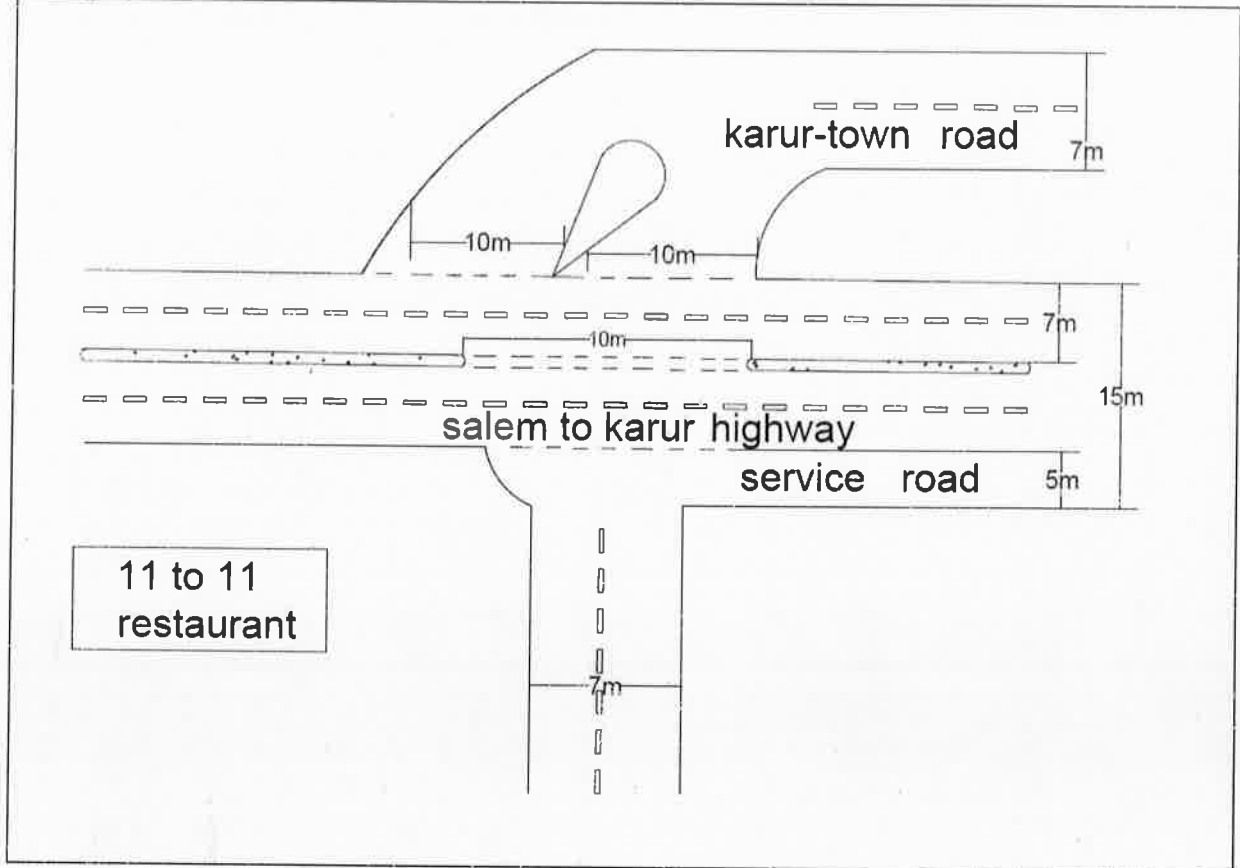 karur-town road
7m
10m
10m
7m
10m
15m
salem to karur highway
service road
5m
11 to 11
restaurant
7m